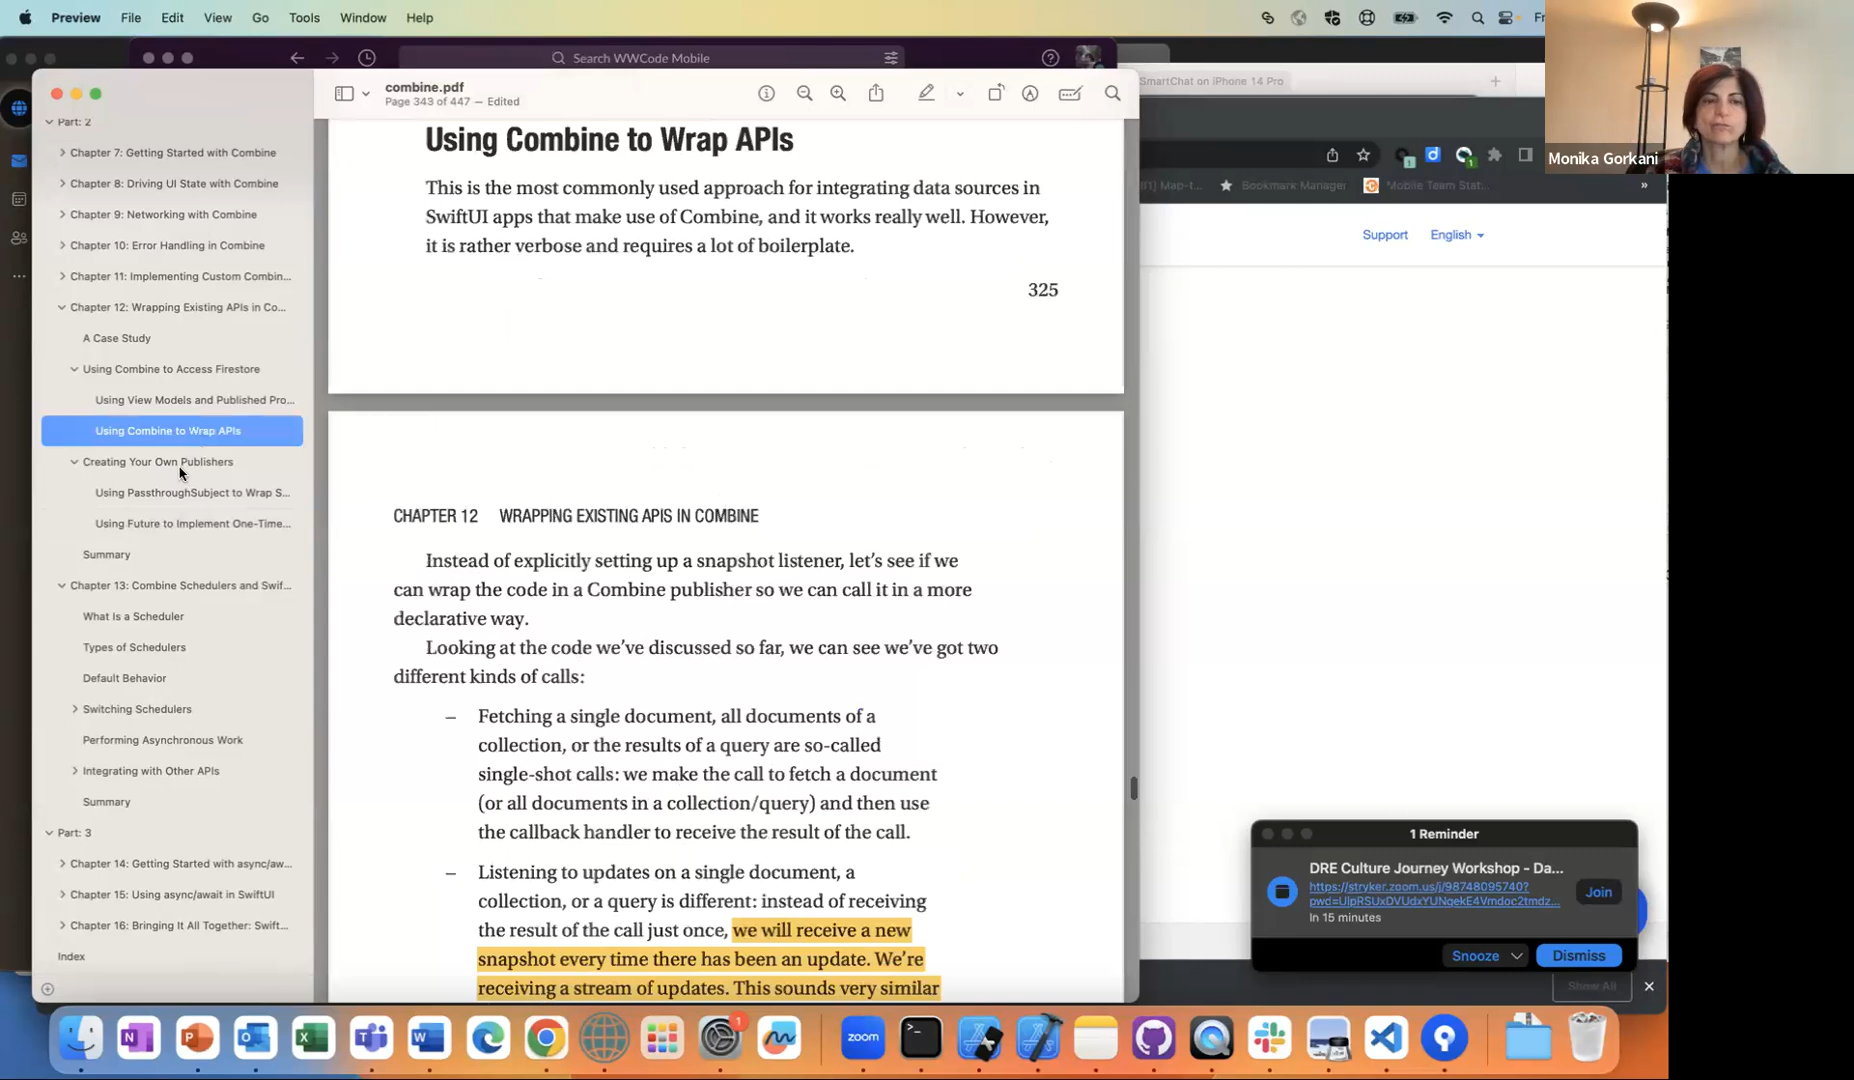 Preview File Edit View Go Tools Window Help
Search WWCode Mobile
SmartChat on iPhone 14 Pro
Monika Gorkani
combine.pdf
Page 343 of 447 — Edited
Part: 2
Chapter 7: Getting Started with Combine
Chapter 8: Driving UI State with Combine
Chapter 9: Networking with Combine
Chapter 10: Error Handling in Combine
Chapter 11: Implementing Custom Combin...
Chapter 12: Wrapping Existing APIs in Co...
A Case Study
Using Combine to Access Firestore
Using View Models and Published Pro...
Using Combine to Wrap APIs
Creating Your Own Publishers
Using PassthroughSubject to Wrap S...
Using Future to Implement One-Time...
Summary
Chapter 13: Combine Schedulers and Swif...
What Is a Scheduler
Types of Schedulers
Default Behavior
Switching Schedulers
Performing Asynchronous Work
Integrating with Other APIs
Summary
Part: 3
Chapter 14: Getting Started with async/aw...
Chapter 15: Using async/await in SwiftUI
Chapter 16: Bringing It All Together: Swift...
Index
Using Combine to Wrap APIs
This is the most commonly used approach for integrating data sources in
SwiftUI apps that make use of Combine, and it works really well. However,
it is rather verbose and requires a lot of boilerplate.
325
CHAPTER 12 WRAPPING EXISTING APIS IN COMBINE
Instead of explicitly setting up a snapshot listener, let’s see if we
can wrap the code in a Combine publisher so we can call it in a more
declarative way.
Looking at the code we’ve discussed so far, we can see we’ve got two
different kinds of calls:
– Fetching a single document, all documents of a
collection, or the results of a query are so-called
single-shot calls: we make the call to fetch a document
(or all documents in a collection/query) and then use
the callback handler to receive the result of the call.
– Listening to updates on a single document, a
collection, or a query is different: instead of receiving
the result of the call just once, we will receive a new
snapshot every time there has been an update. We’re
receiving a stream of updates. This sounds very similar
Map-t... Bookmark Manager Mobile Team Stat... »
Support English
1 Reminder
DRE Culture Journey Workshop - Da...
https://stryker.zoom.us/j/98748095740?
In 15 minutes
Join
Snooze Dismiss
Show All
zoom